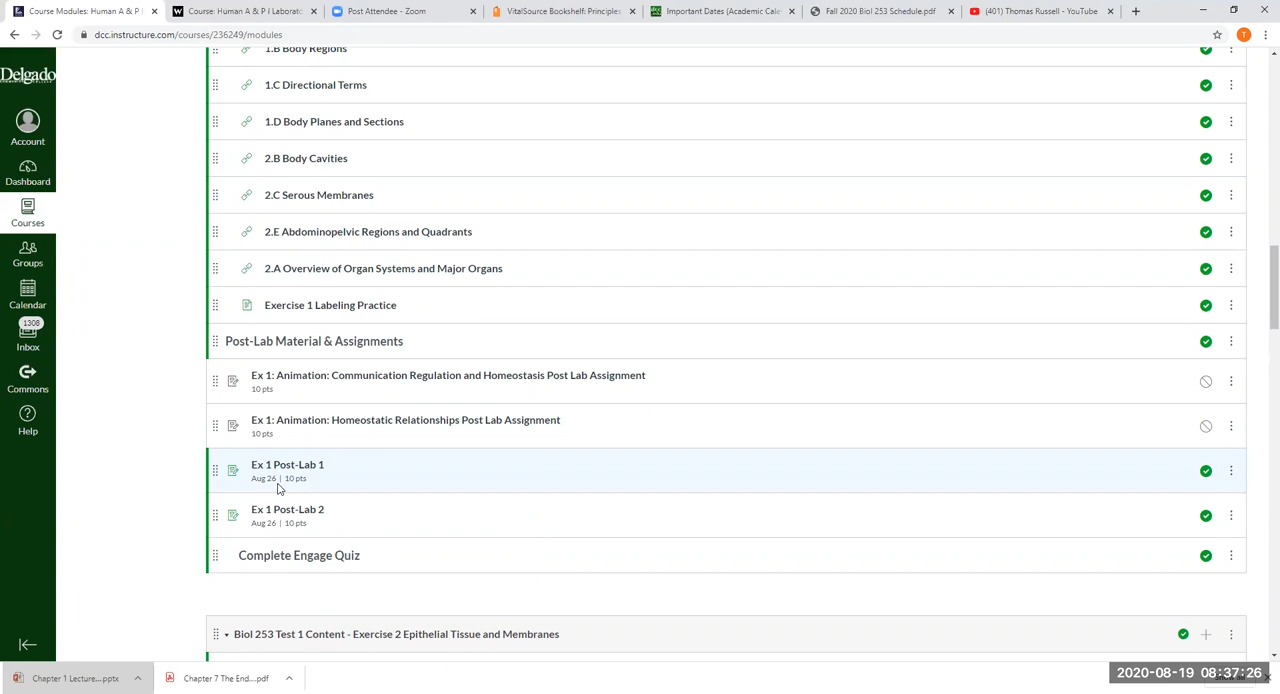 Course Modules: Human A & P I
Course: Human A & P I Laborato
Post Attendee - Zoom
VitalSource Bookshelf: Principles
Important Dates (Academic Cale
Fall 2020 Biol 253 Schedule.pdf
(401) Thomas Russell - YouTube
dcc.instructure.com/courses/236249/modules
T
Delgado
Account
Dashboard
Courses
Groups
Calendar
1308
Inbox
Commons
Help
1.B Body Regions
1.C Directional Terms
1.D Body Planes and Sections
2.B Body Cavities
2.C Serous Membranes
2.E Abdominopelvic Regions and Quadrants
2.A Overview of Organ Systems and Major Organs
Exercise 1 Labeling Practice
Post-Lab Material & Assignments
Ex 1: Animation: Communication Regulation and Homeostasis Post Lab Assignment
10 pts
Ex 1: Animation: Homeostatic Relationships Post Lab Assignment
10 pts
Ex 1 Post-Lab 1
Aug 26 | 10 pts
Ex 1 Post-Lab 2
Aug 26 | 10 pts
Complete Engage Quiz
Biol 253 Test 1 Content - Exercise 2 Epithelial Tissue and Membranes
Chapter 1 Lecture....pptx
Chapter 7 The End....pdf
2020-08-19 08:37:26